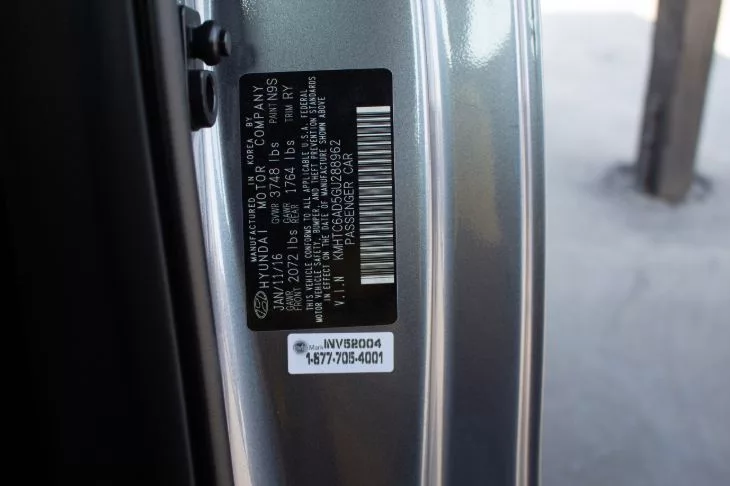 MANUFACTURED IN KOREA BY
HYUNDAI MOTOR COMPANY
JAN/11/16 GVWR 3748 lbs PAINT N9S
GAWR FRONT 2072 lbs GAWR REAR 1764 lbs TRIM RY
THIS VEHICLE CONFORMS TO ALL APPLICABLE U.S.A. FEDERAL
MOTOR VEHICLE SAFETY, BUMPER, AND THEFT PREVENTION STANDARDS
IN EFFECT ON THE DATE OF MANUFACTURE SHOWN ABOVE
V.I.N KMHTC6AD5GU288962
PASSENGER CAR
INV52004
1-877-705-4001